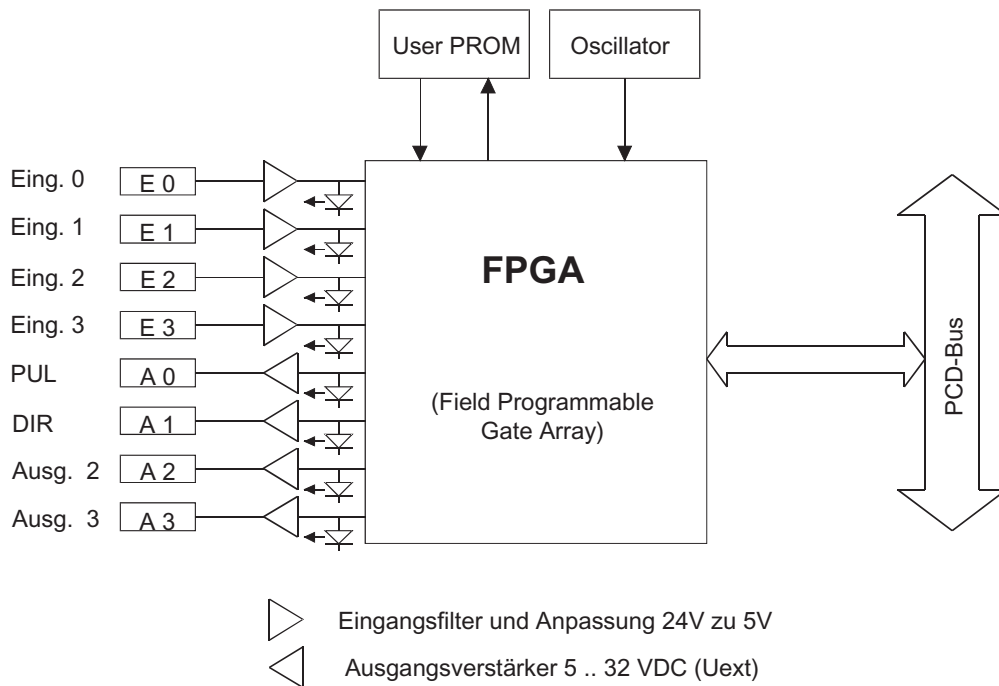 User PROM
Oscillator
Eing. 0 E 0
Eing. 1 E 1
Eing. 2 E 2
Eing. 3 E 3
PUL A 0
DIR A 1
Ausg. 2 A 2
Ausg. 3 A 3
FPGA
(Field Programmable
Gate Array)
PCD-Bus
Eingangsfilter und Anpassung 24V zu 5V
Ausgangsverstärker 5 .. 32 VDC (Uext)